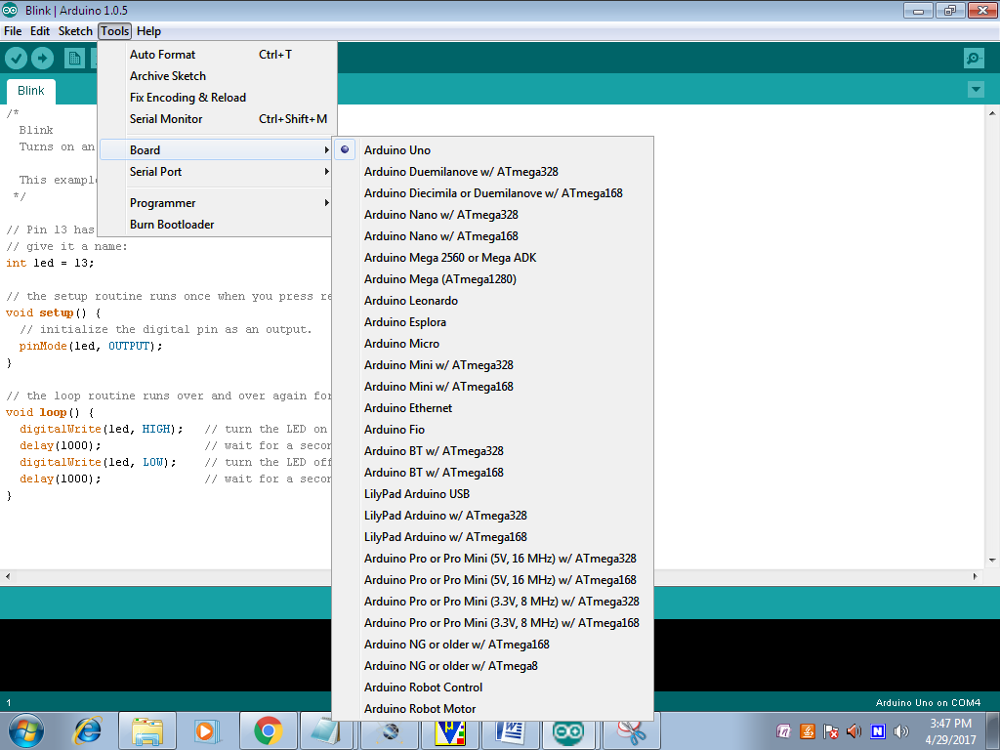 Blink | Arduino 1.0.5
File Edit Sketch Tools Help
Auto Format Ctrl+T
Archive Sketch
Fix Encoding & Reload
Serial Monitor Ctrl+Shift+M
Board
Serial Port
Programmer
Burn Bootloader
Arduino Uno
Arduino Duemilanove w/ ATmega328
Arduino Diecimila or Duemilanove w/ ATmega168
Arduino Nano w/ ATmega328
Arduino Nano w/ ATmega168
Arduino Mega 2560 or Mega ADK
Arduino Mega (ATmega1280)
Arduino Leonardo
Arduino Esplora
Arduino Micro
Arduino Mini w/ ATmega328
Arduino Mini w/ ATmega168
Arduino Ethernet
Arduino Fio
Arduino BT w/ ATmega328
Arduino BT w/ ATmega168
LilyPad Arduino USB
LilyPad Arduino w/ ATmega328
LilyPad Arduino w/ ATmega168
Arduino Pro or Pro Mini (5V, 16 MHz) w/ ATmega328
Arduino Pro or Pro Mini (5V, 16 MHz) w/ ATmega168
Arduino Pro or Pro Mini (3.3V, 8 MHz) w/ ATmega328
Arduino Pro or Pro Mini (3.3V, 8 MHz) w/ ATmega168
Arduino NG or older w/ ATmega168
Arduino NG or older w/ ATmega8
Arduino Robot Control
Arduino Robot Motor
Blink
/*
Blink
Turns on an
This example
*/
// Pin 13 has
// give it a name:
int led = 13;
// the setup routine runs once when you press re
void setup() {
// initialize the digital pin as an output.
pinMode(led, OUTPUT);
}
// the loop routine runs over and over again for
void loop() {
digitalWrite(led, HIGH); // turn the LED on
delay(1000); // wait for a secon
digitalWrite(led, LOW); // turn the LED off
delay(1000); // wait for a secon
}
1 Arduino Uno on COM4
3:47 PM
4/29/2017